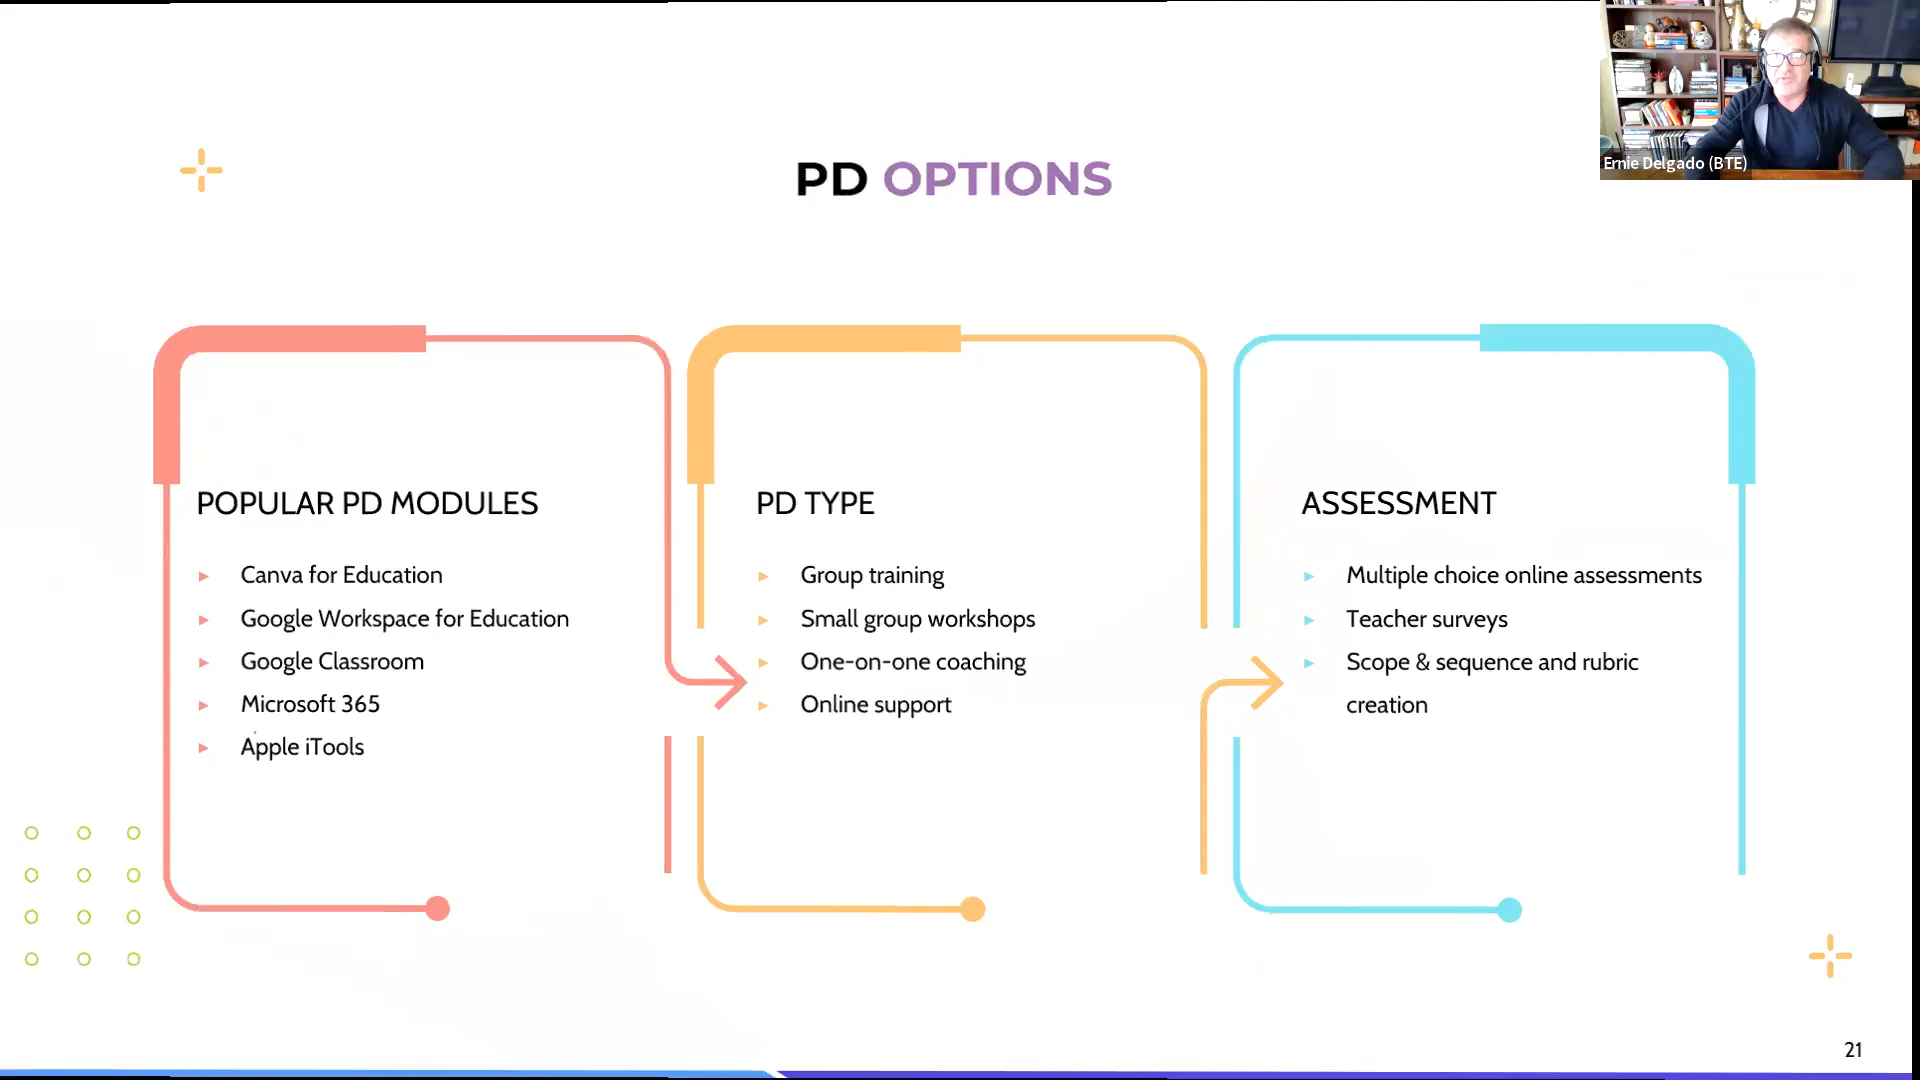 Ernie Delgado (BTE)
PD OPTIONS
POPULAR PD MODULES
Canva for Education
Google Workspace for Education
Google Classroom
Microsoft 365
Apple iTools
PD TYPE
Group training
Small group workshops
One-on-one coaching
Online support
ASSESSMENT
Multiple choice online assessments
Teacher surveys
Scope & sequence and rubric
creation
21